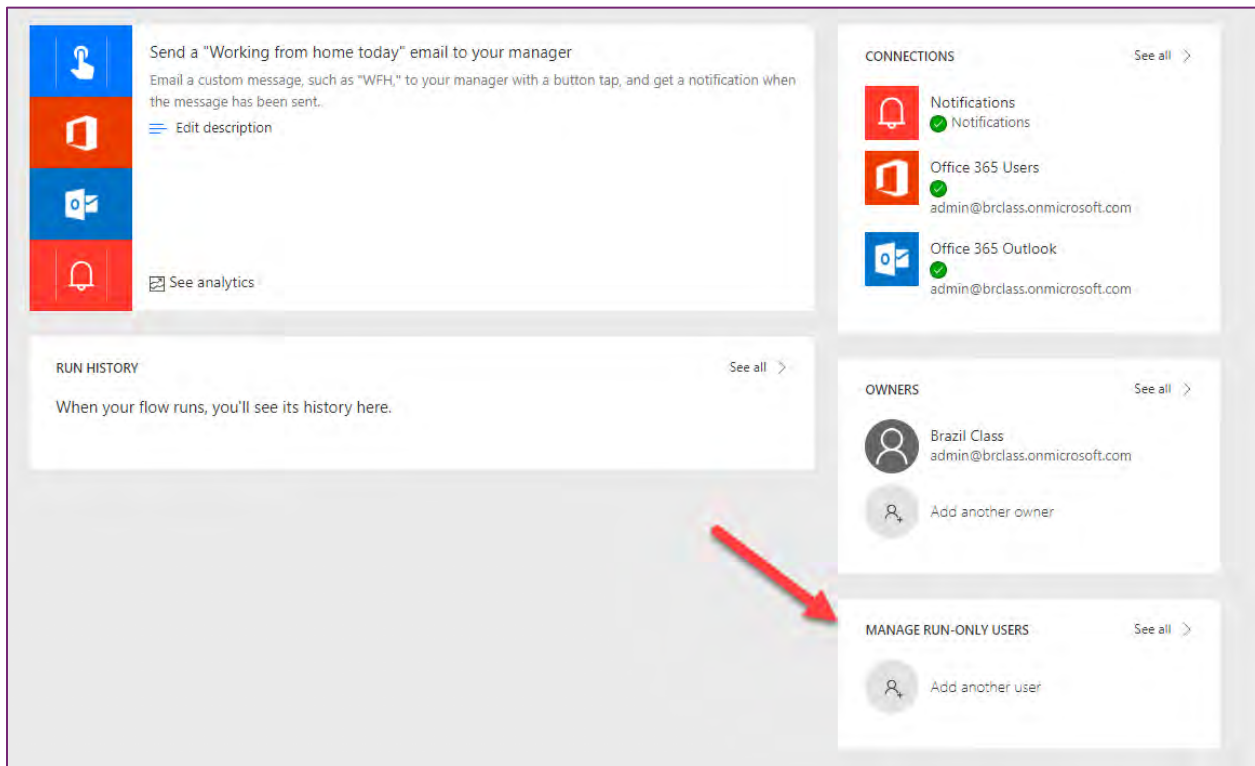 Send a "Working from home today" email to your manager
Email a custom message, such as "WFH," to your manager with a button tap, and get a notification when
the message has been sent.
Edit description
See analytics
RUN HISTORY
See all
When your flow runs, you'll see its history here.
CONNECTIONS
See all
Notifications
Notifications
Office 365 Users
admin@brclass.onmicrosoft.com
Office 365 Outlook
admin@brclass.onmicrosoft.com
OWNERS
See all
Brazil Class
admin@brclass.onmicrosoft.com
Add another owner
MANAGE RUN-ONLY USERS
See all
Add another user